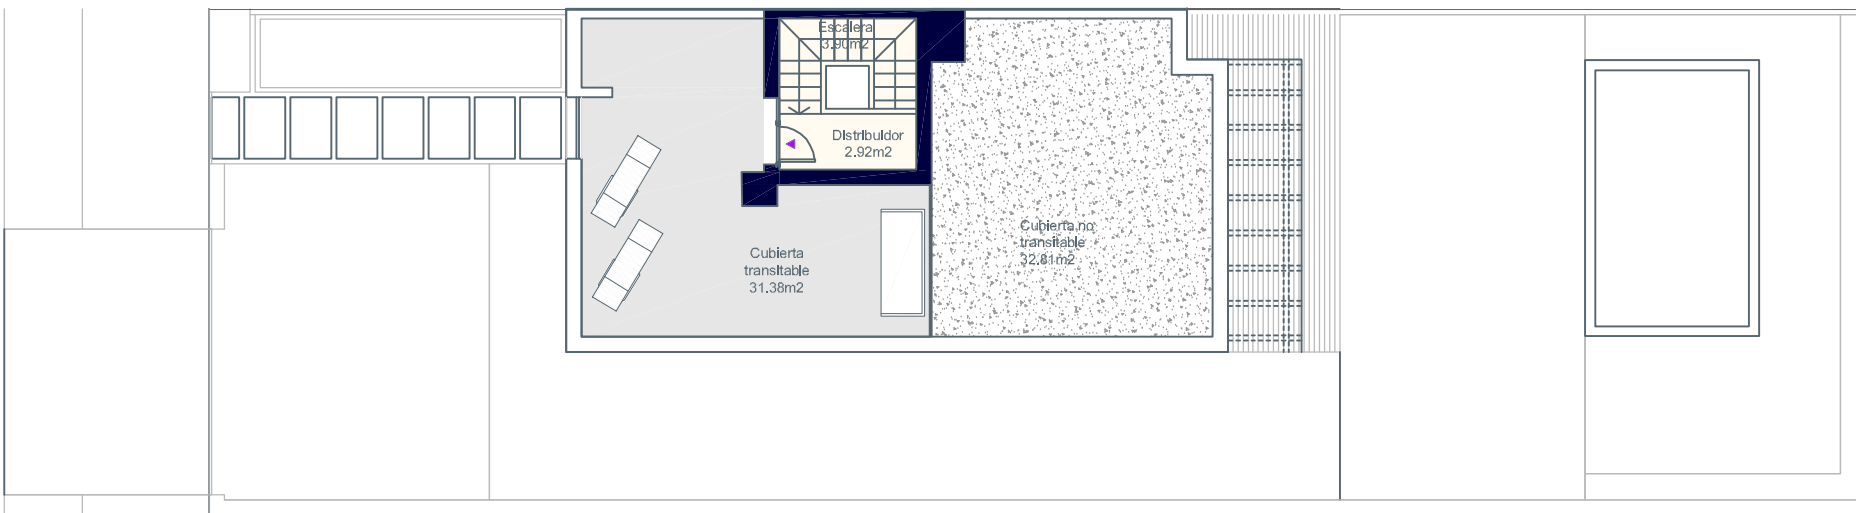 Escalera
3.90m2
Distribuidor
2.92m2
Cubierta
transitable
31.38m2
Cubierta no
transitable
32.81m2